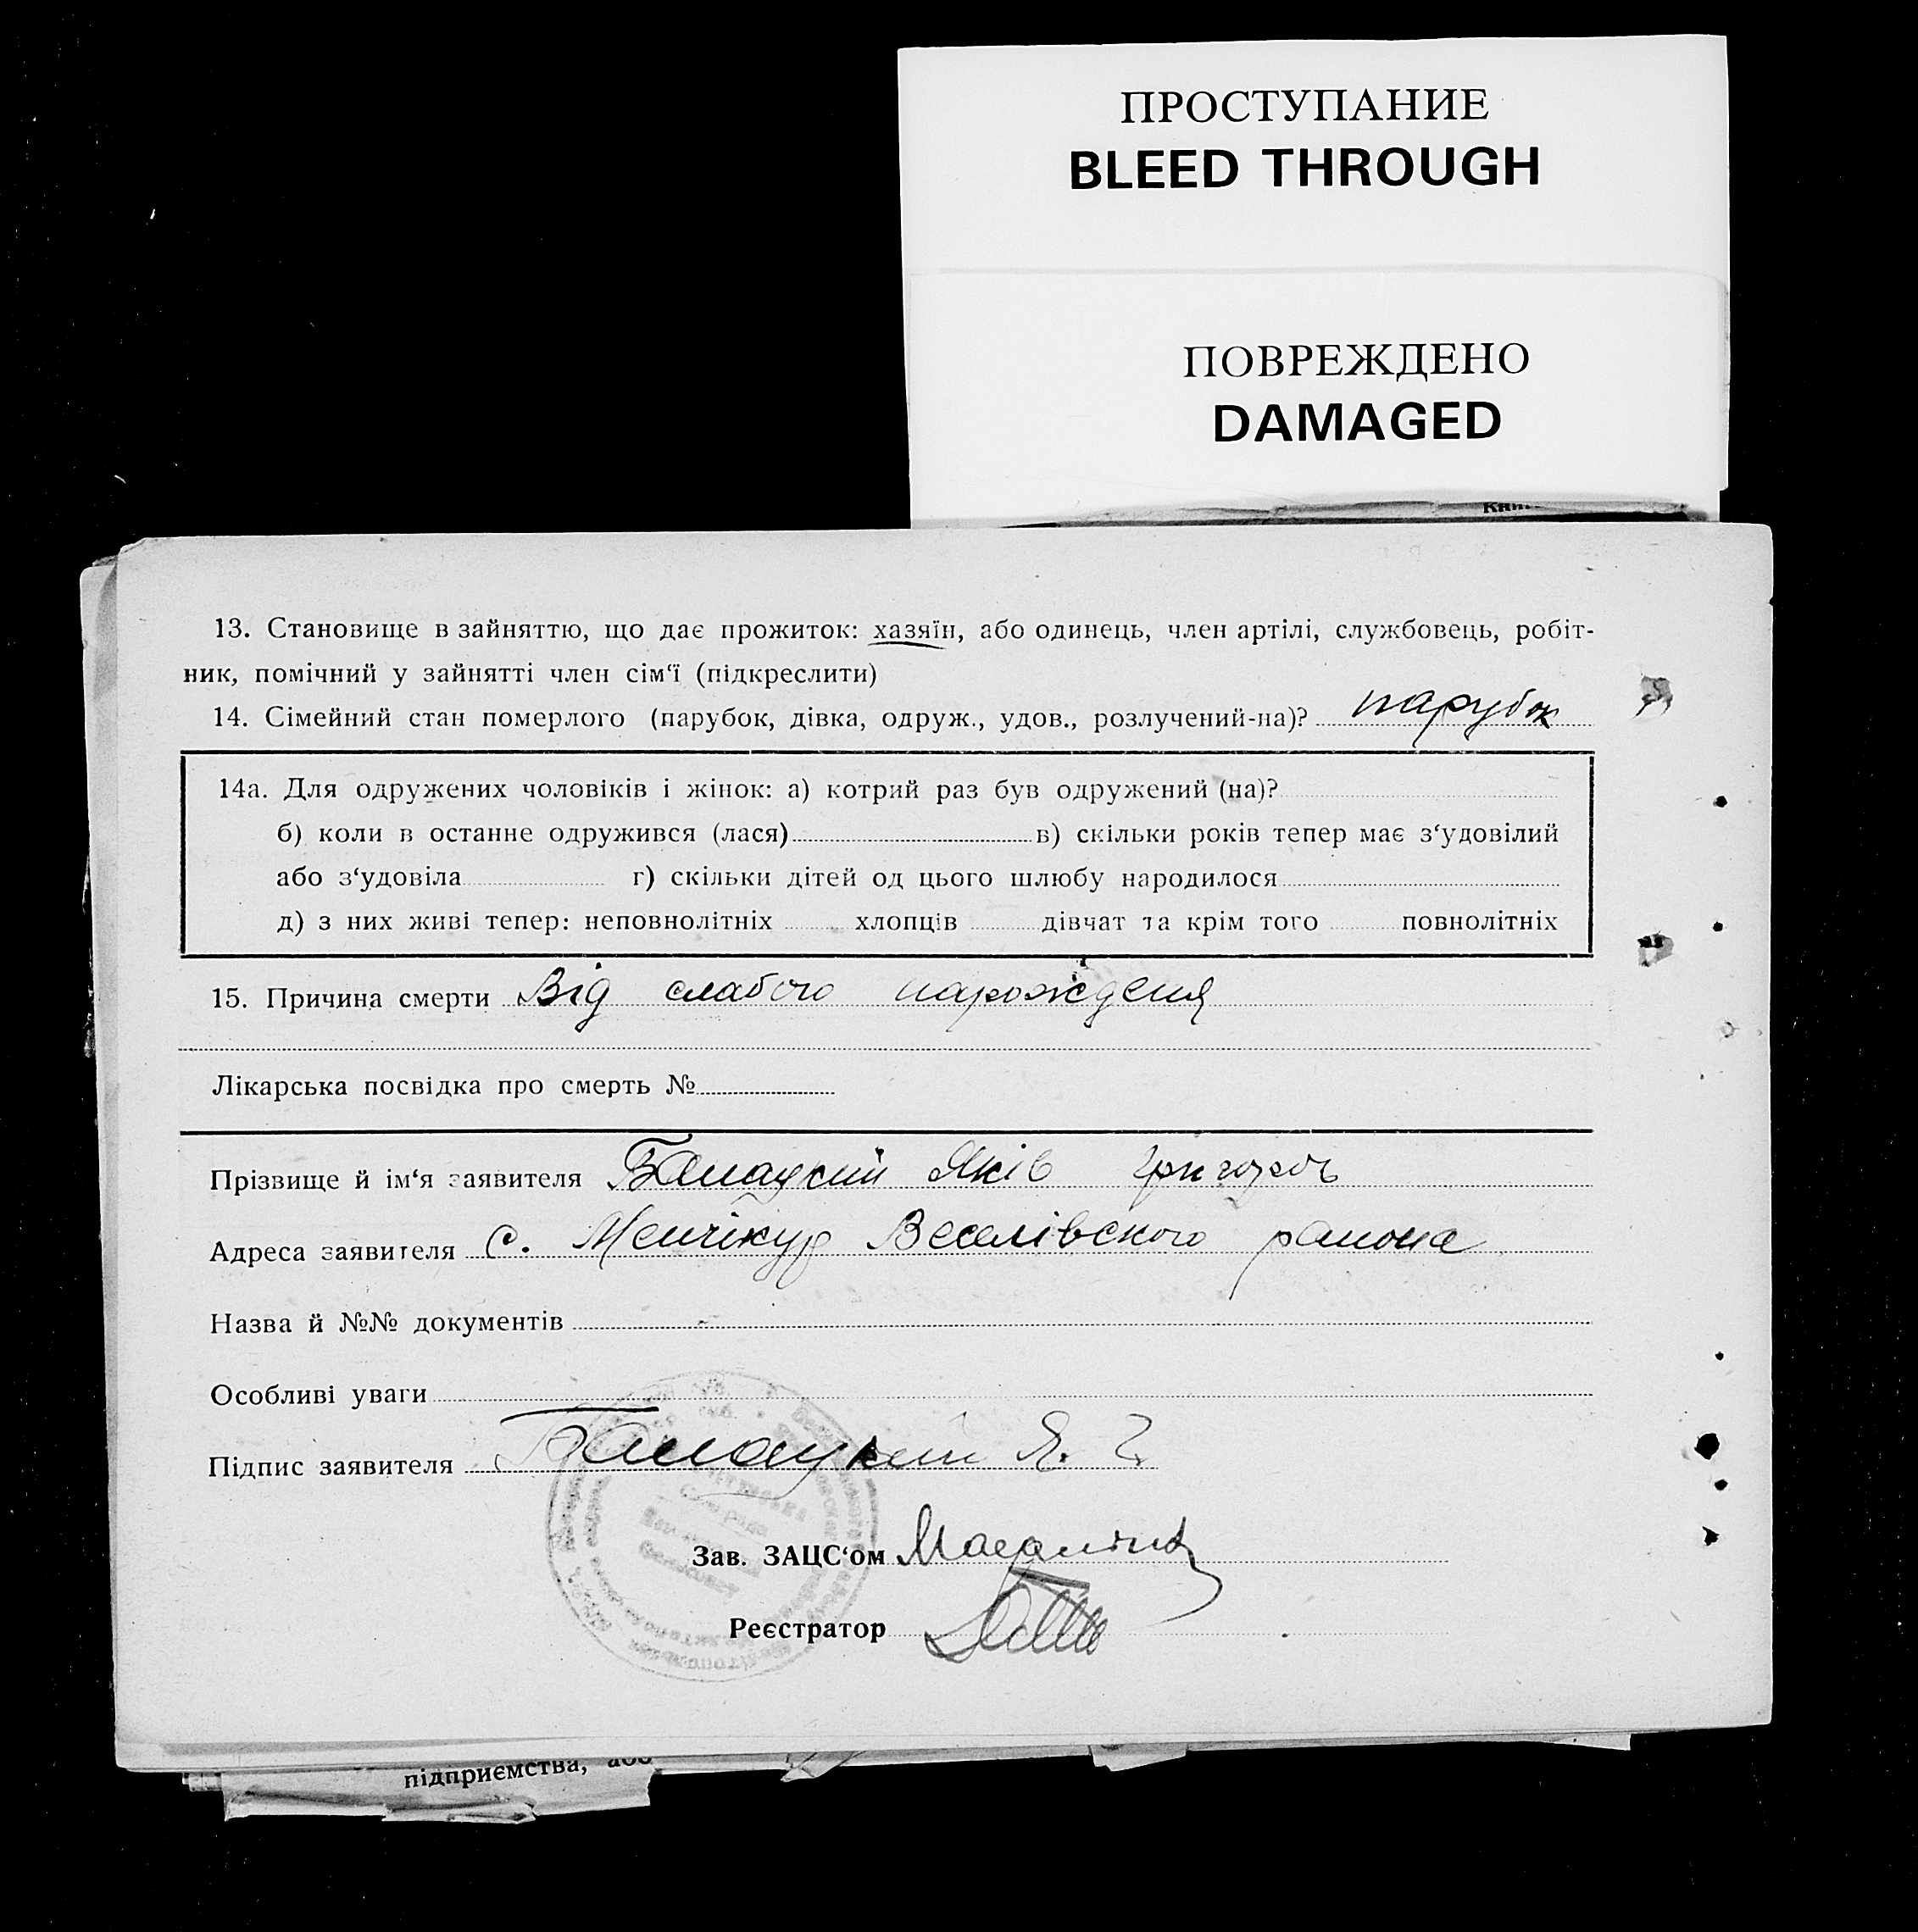 ПРОСТУПАНИЕ
BLEED THROUGH
ПОВРЕЖДЕНО
DAMAGED
13. Становище в зайняттю, що дає прожиток: хазяїн, або одинець, член артілі, службовець, робіт-
ник, помічний у зайнятті член сім‘ї (підкреслити)
14. Сімейний стан померлого (парубок, дівка, одруж., удов., розлучений-на)? парубок
14а. Для одружених чоловіків і жінок: а) котрий раз був одружений (на)?
б) коли в останне одружився (лася) в) скільки років тепер має з‘удовілий
або з‘удовіла г) скільки дітей од цього шлюбу народилося
д) з них живі тепер: неповнолітніх хлопців дівчат та крім того повнолітніх
15. Причина смерти Від слабого нарождения
Лікарська посвідка про смерть №
Прізвище й ім‘я заявителя Яків Григоров
Адреса заявителя с. Менчікур Веселівского района
Назва й №№ документів
Особливі уваги
Підпис заявителя Я. Г.
Зав. ЗАЦС‘ом
Реєстратор
підприємства, або